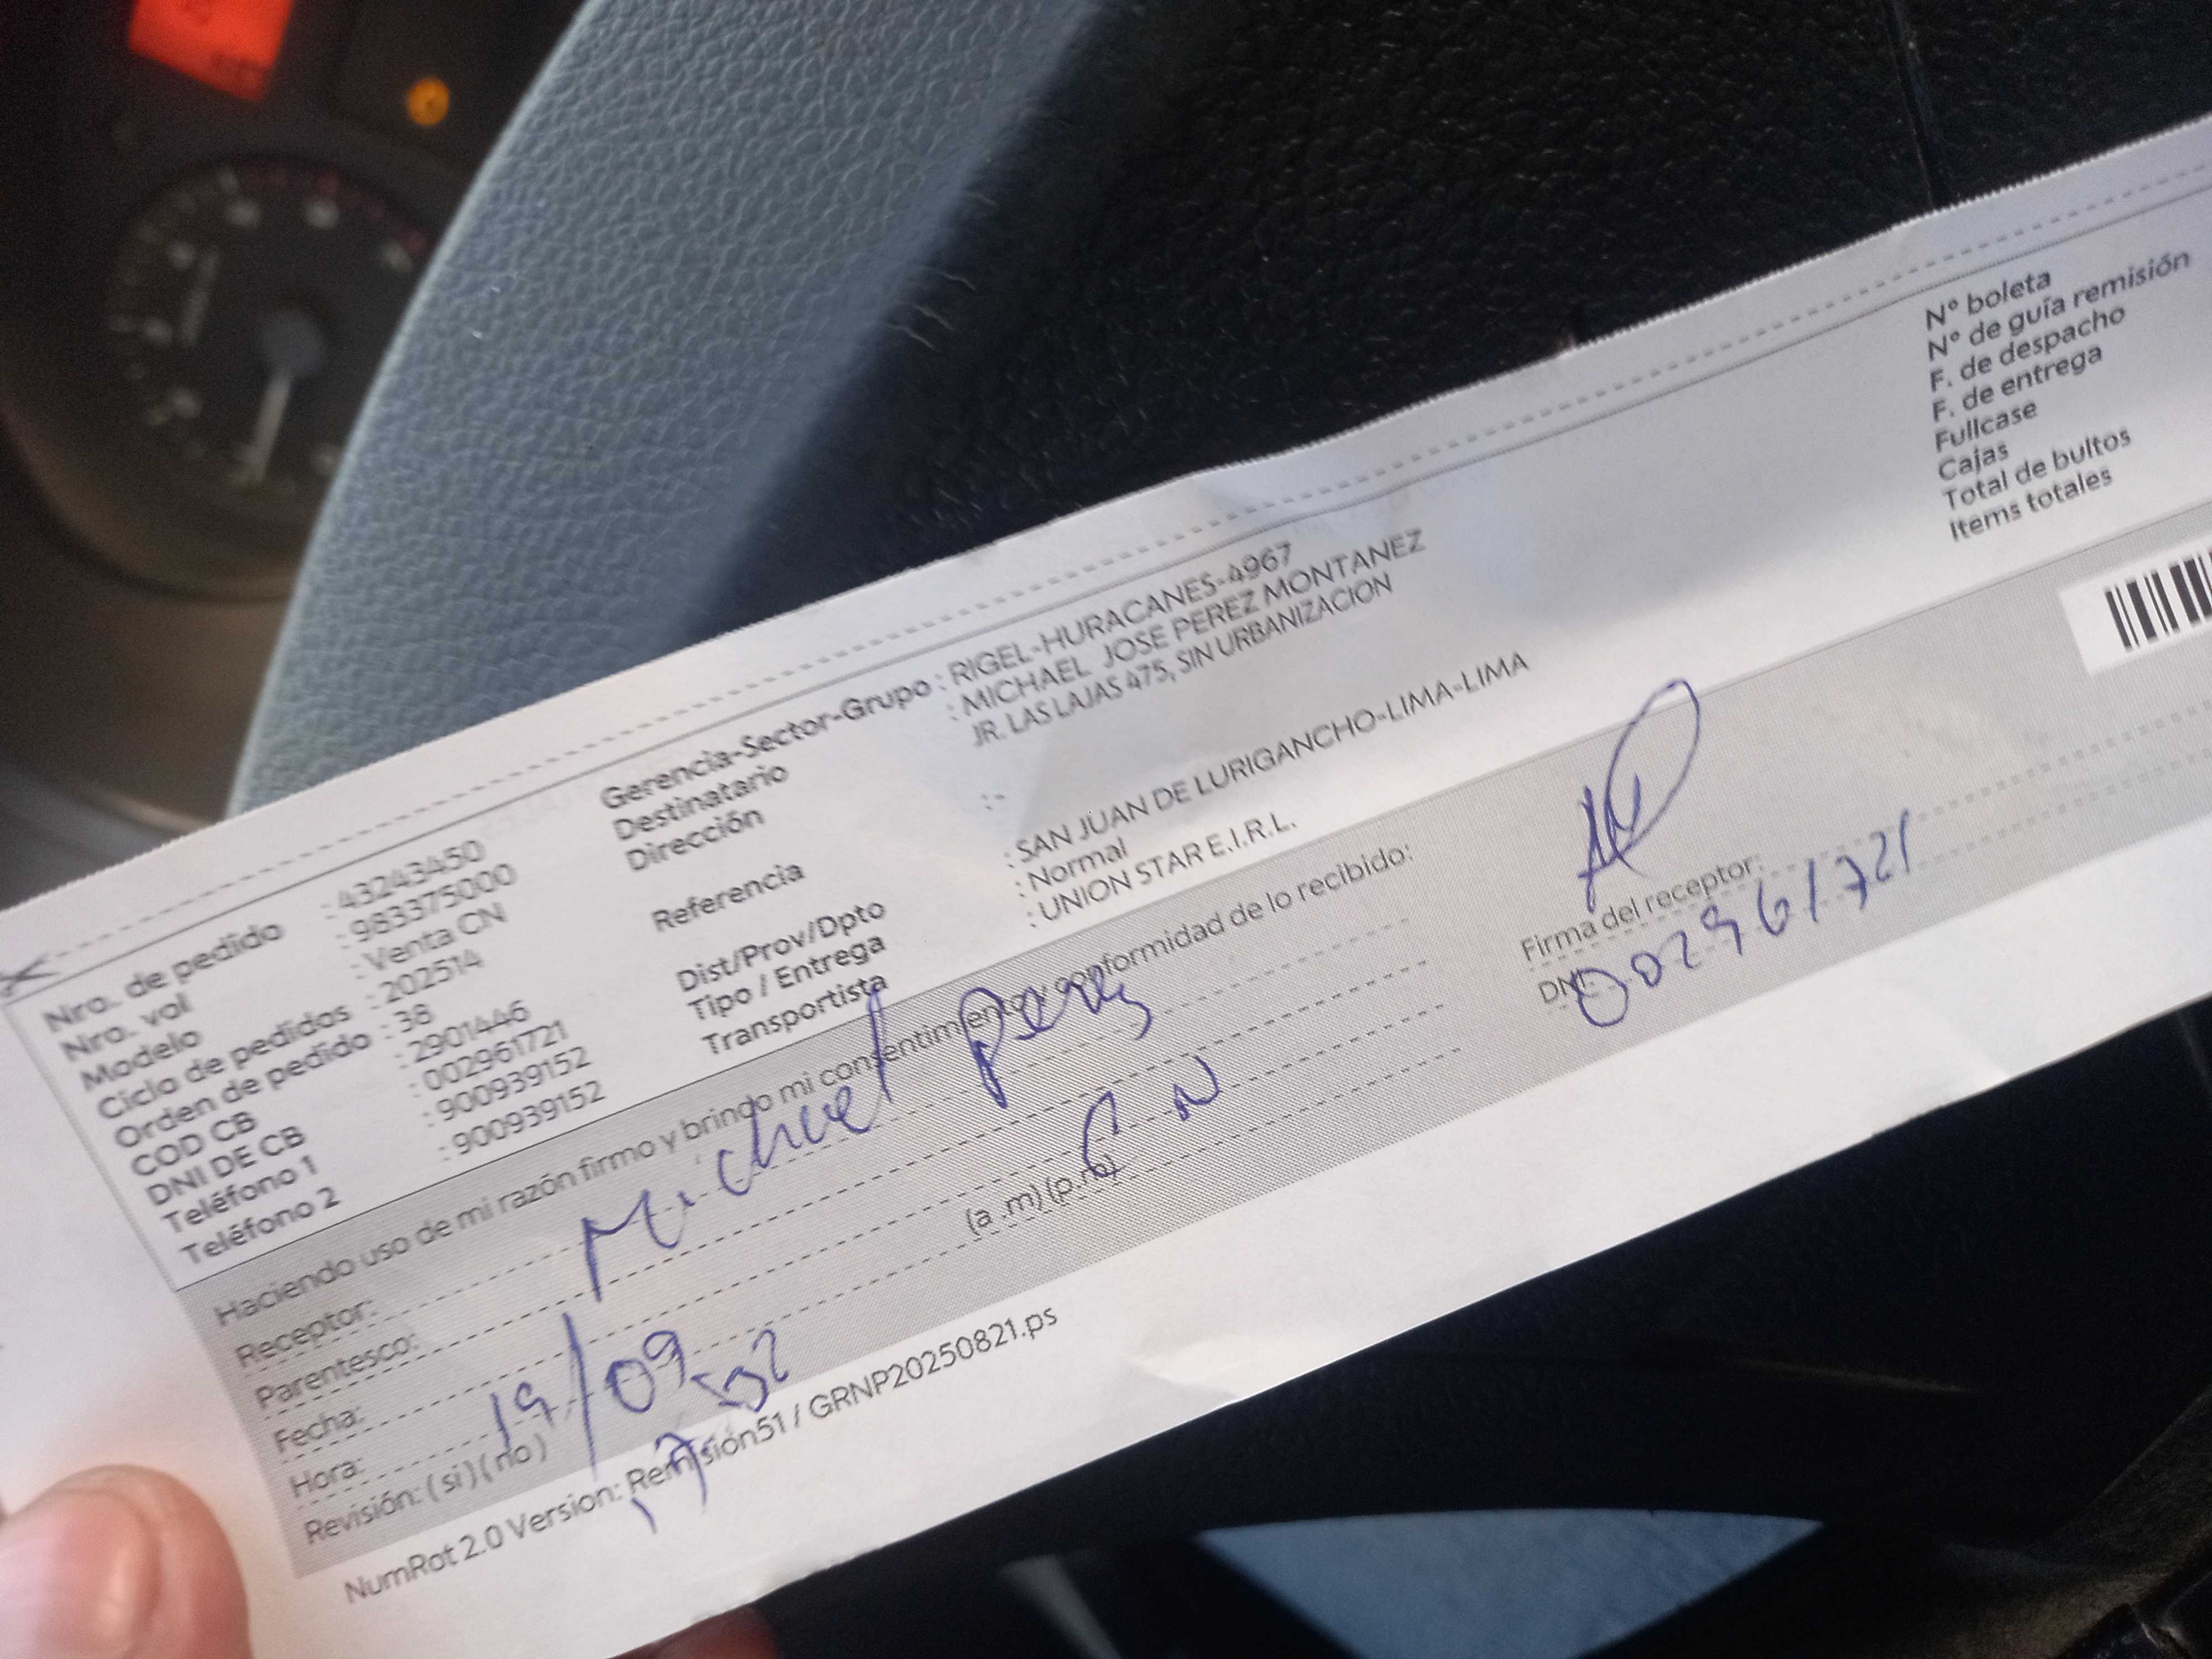 Nro. de pedido : 43243450
Nro. vol : 983375000
Modelo : Venta CN
Ciclo de pedidos : 202514
Orden de pedido : 38
COD CB : 2901446
DNI DE CB : 002961721
Teléfono 1 : 900939152
Teléfono 2 : 900939152
Gerencia-Sector-Grupo : RIGEL-HURACANES-4967
Destinatario : MICHAEL JOSE PEREZ MONTANEZ
Dirección JR. LAS LAJAS 475, SIN URBANIZACION
Referencia :-
Dist/Prov/Dpto : SAN JUAN DE LURIGANCHO-LIMA-LIMA
Tipo / Entrega : Normal
Transportista : UNION STAR E.I.R.L.
N° boleta
N° de guía remisión
F. de despacho
F. de entrega
Fullcase
Cajas
Total de bultos
Items totales
Haciendo uso de mi razón firmo y brindo mi consentimiento y conformidad de lo recibido:
Receptor: Michael Perez
Parentesco: C N
Fecha: 19/09
Hora: (a .m) (p.m)
Revisión: ( si ) ( no )
Firma del receptor:
DNI: 002961721
NumRot 2.0 Version: Remisión51 / GRNP20250821.ps